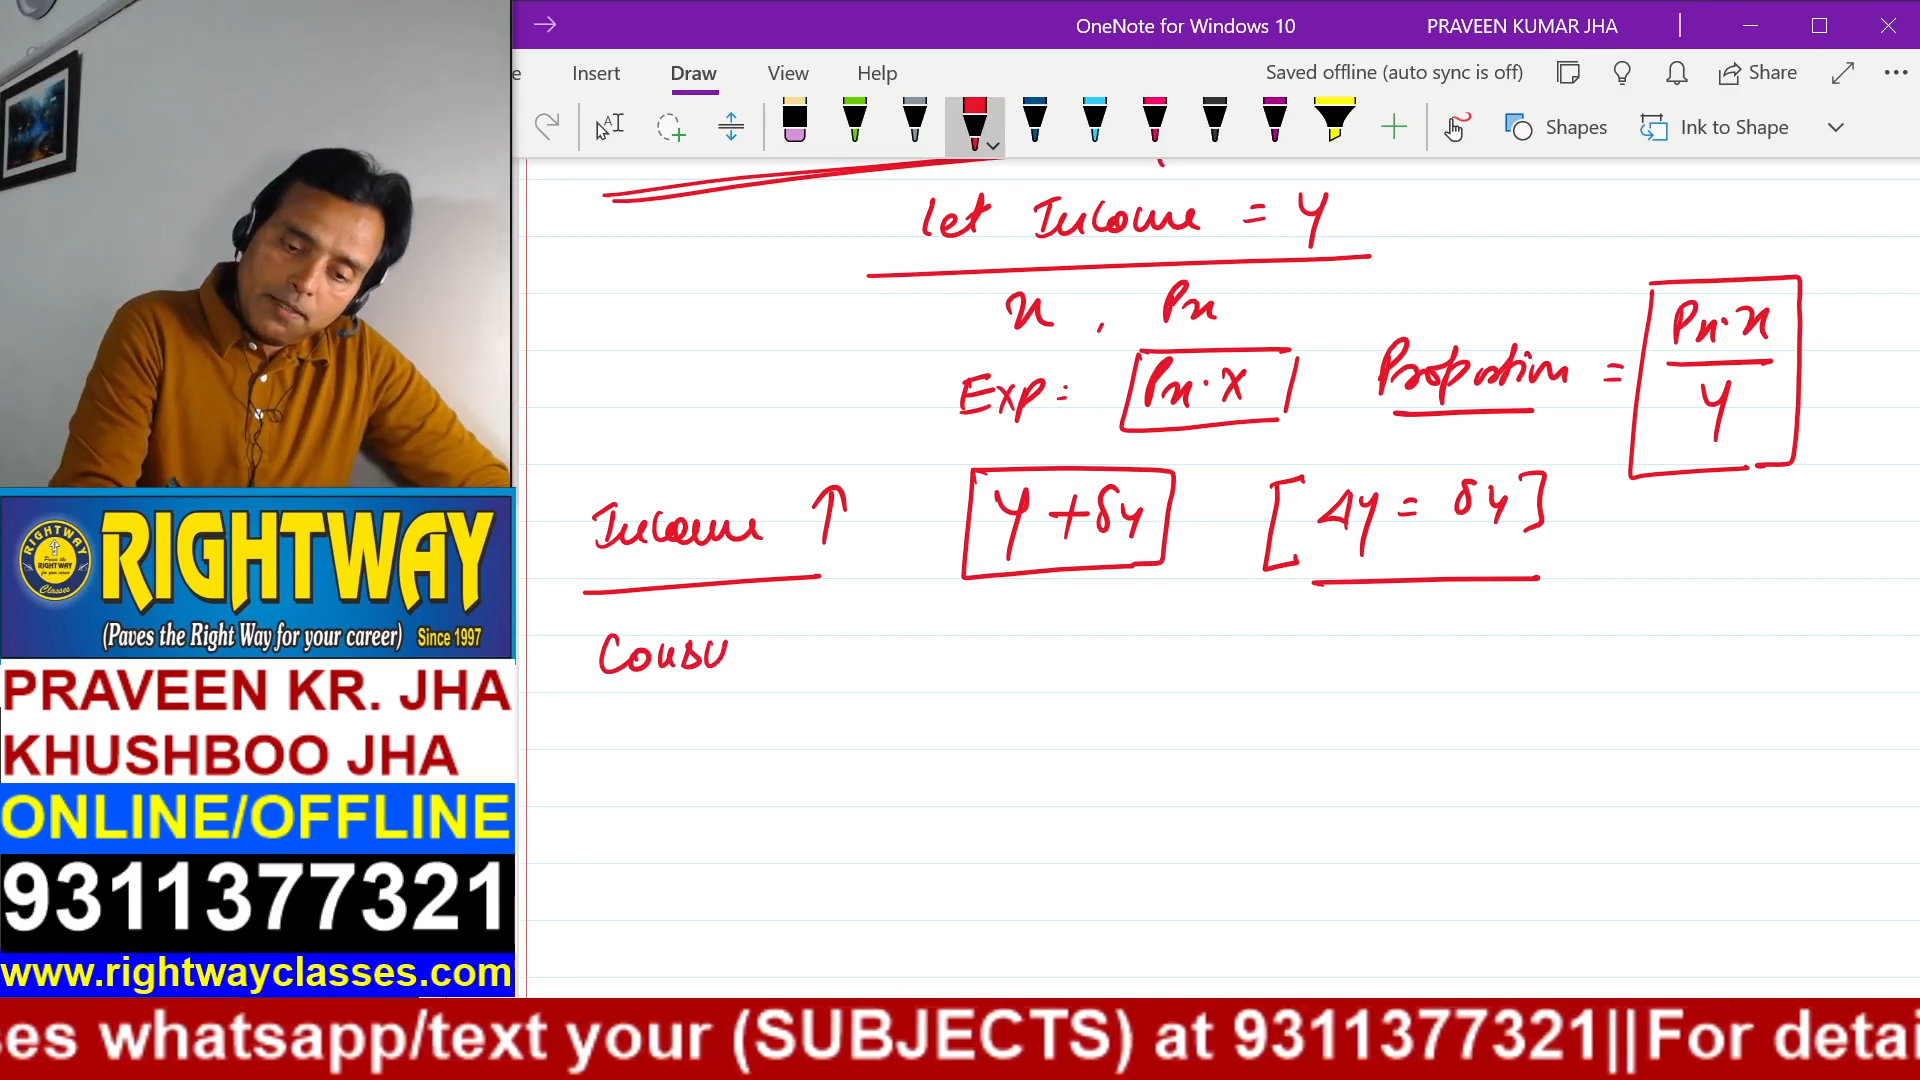 OneNote for Windows 10
PRAVEEN KUMAR JHA
Insert Draw View Help
Saved offline (auto sync is off)
Share
Shapes
Ink to Shape
let Income = y
x , Px
Exp = Px·X
Proportion = Px·x / y
Income ↑ y + δy [ Δy = δy ]
Consu
RIGHTWAY
Classes
RIGHTWAY
(Paves the Right Way for your career) Since 1997
PRAVEEN KR. JHA
KHUSHBOO JHA
ONLINE/OFFLINE
9311377321
www.rightwayclasses.com
ses whatsapp/text your (SUBJECTS) at 9311377321||For detai